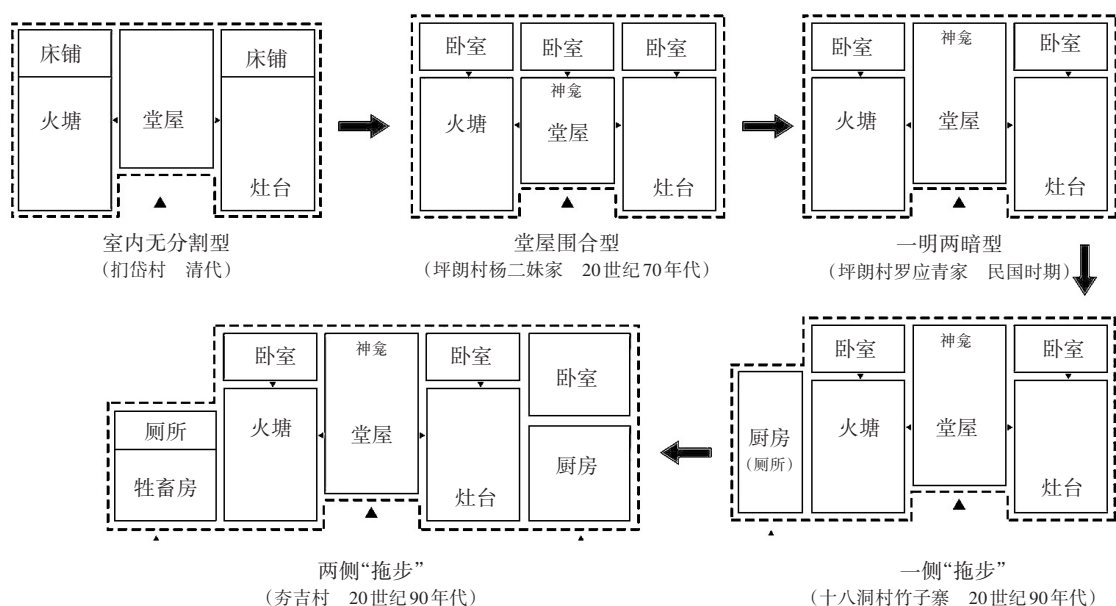 床铺
堂屋
床铺
火塘
灶台
室内无分割型
（扪岱村　清代）
卧室
卧室
卧室
神龛
火塘
堂屋
灶台
堂屋围合型
（坪朗村杨二妹家　20世纪70年代）
卧室
神龛
卧室
火塘
堂屋
灶台
一明两暗型
（坪朗村罗应青家　民国时期）
卧室
神龛
卧室
卧室
厕所
火塘
堂屋
牲畜房
灶台
厨房
两侧“拖步”
（夯吉村　20世纪90年代）
卧室
神龛
卧室
厨房
（厕所）
火塘
堂屋
灶台
一侧“拖步”
（十八洞村竹子寨　20世纪90年代）